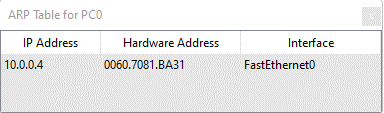 ARP Table for PC0
IP Address Hardware Address Interface
10.0.0.4 0060.7081.BA31 FastEthernet0